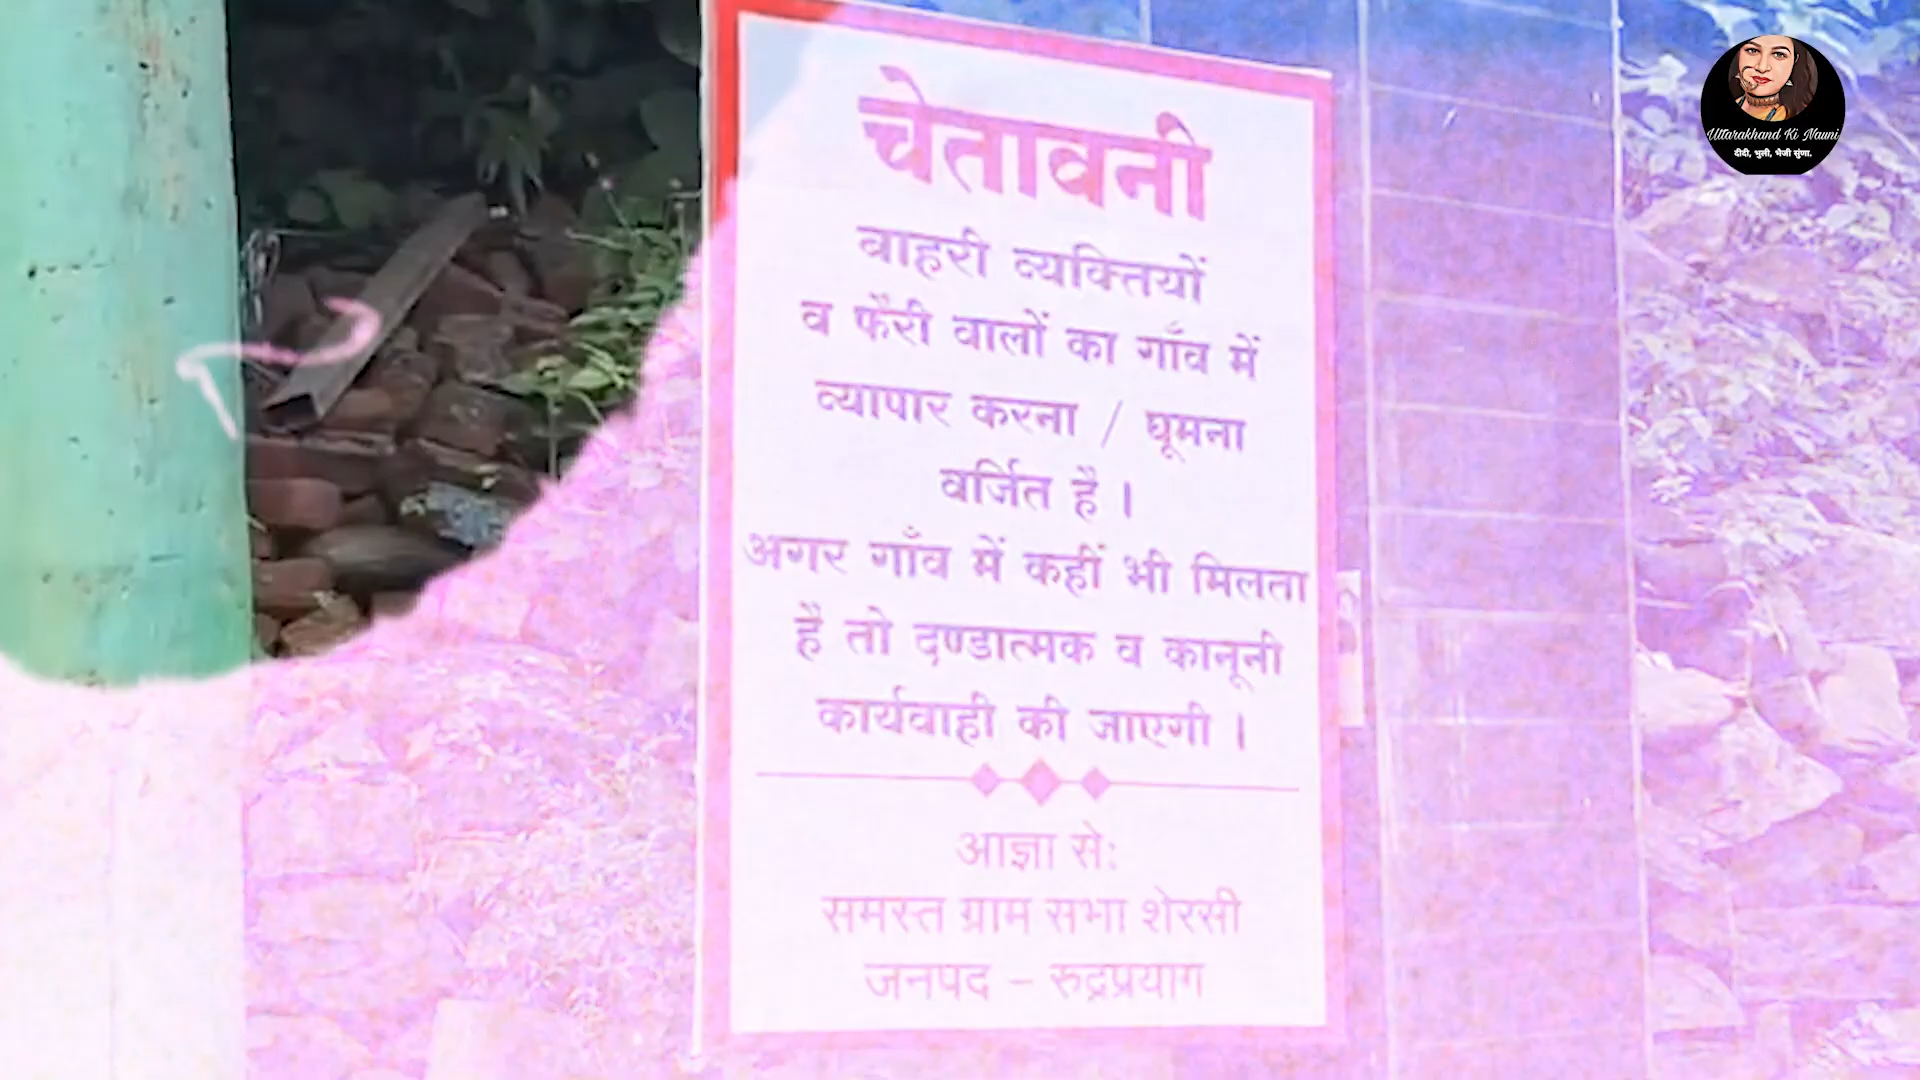 चेतावनी
बाहरी व्यक्तियों
व फैरी वालों का गाँव में
व्यापार करना / घूमना
वर्जित है ।
अगर गाँव में कहीं भी मिलता
है तो दण्डात्मक व कानूनी
कार्यवाही की जाएगी ।
आज्ञा से:
समस्त ग्राम सभा शेरसी
जनपद - रुद्रप्रयाग
Uttarakhand Ki Nauni
दीदी, भुली, भैजी सुंणा.